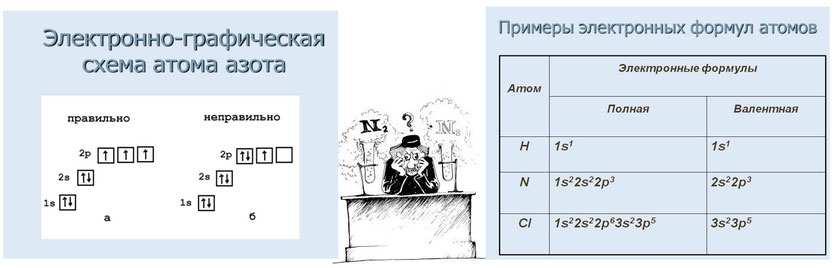 Электронно-графическая
схема атома азота
правильно
неправильно
2p ↑ ↑ ↑
2s ↑↓
1s ↑↓
а
2p ↑↓ ↑
2s ↑↓
1s ↑↓
б
N₂ ? N₂
Примеры электронных формул атомов
Атом
Электронные формулы
Полная
Валентная
H 1s¹ 1s¹
N 1s²2s²2p³ 2s²2p³
Cl 1s²2s²2p⁶3s²3p⁵ 3s²3p⁵